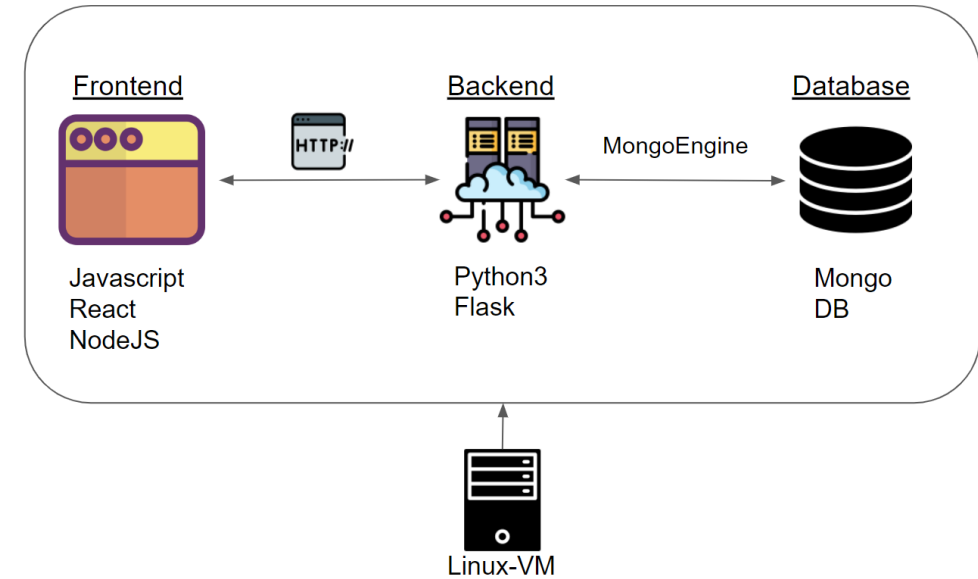 Frontend
Backend
Database
HTTP://
MongoEngine
Javascript
React
NodeJS
Python3
Flask
Mongo
DB
Linux-VM